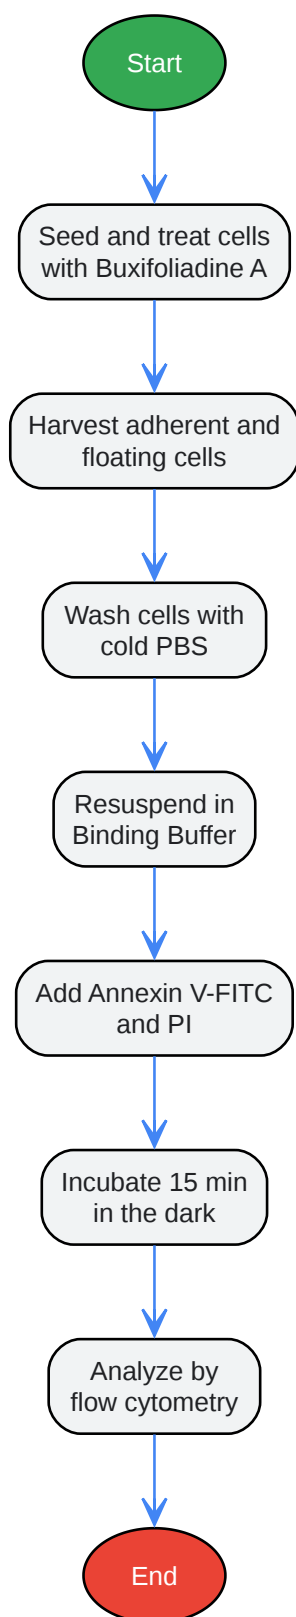 Start
Seed and treat cells
with Buxifoliadine A
Harvest adherent and
floating cells
Wash cells with
cold PBS
Resuspend in
Binding Buffer
Add Annexin V-FITC
and PI
Incubate 15 min
in the dark
Analyze by
flow cytometry
End